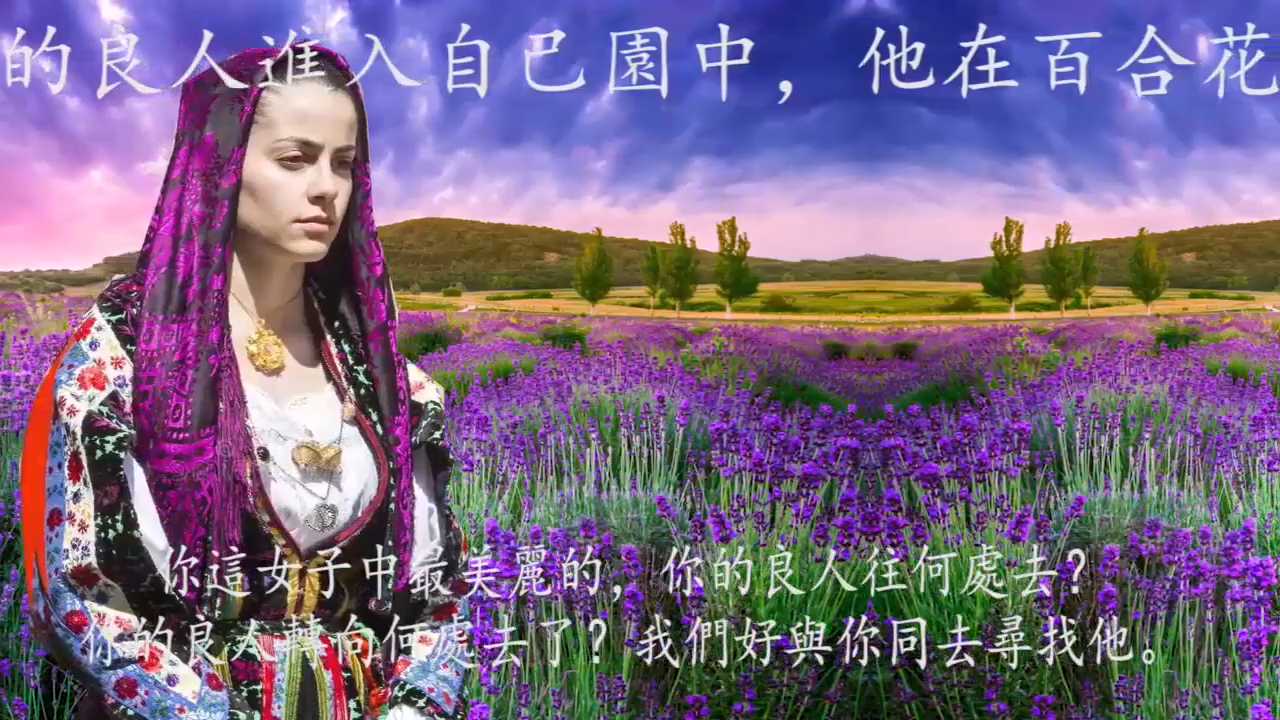 的良人進入自己園中，他在百合花
你這女子中最美麗的，你的良人往何處去？
你的良人轉向何處去了？我們好與你同去尋找他。